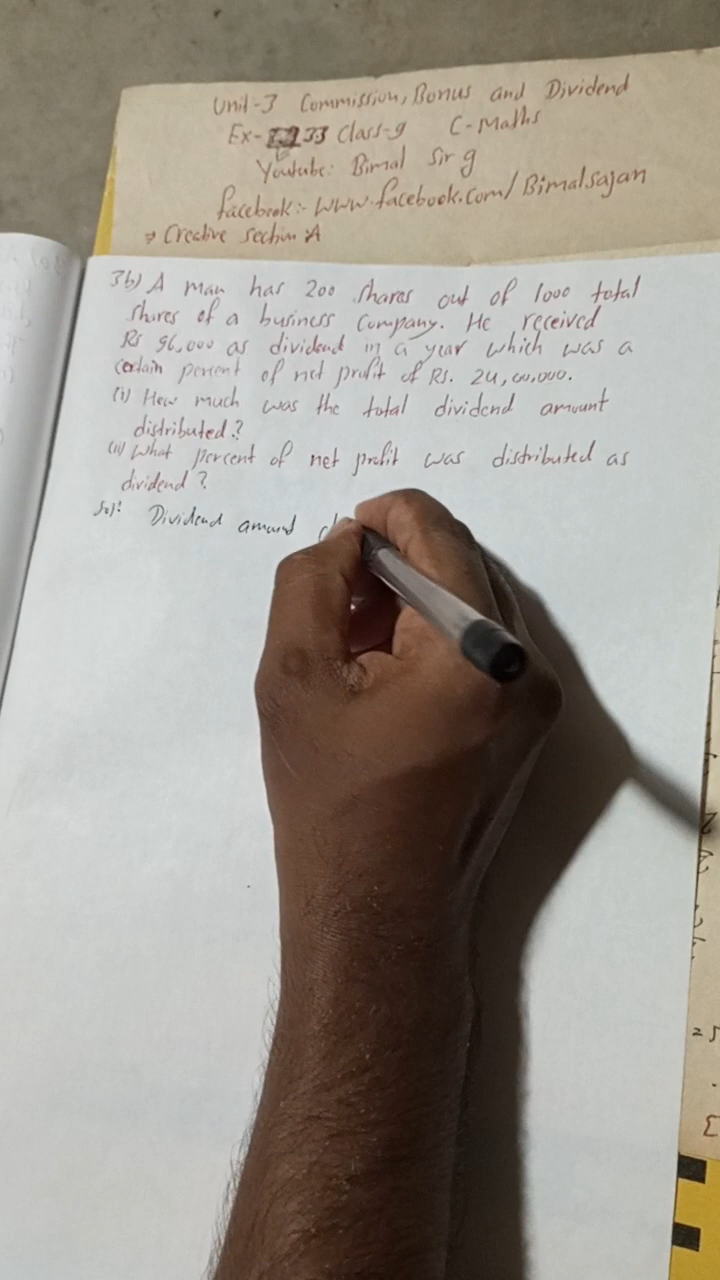 Unit-3 Commission, Bonus and Dividend
Ex- 33 Class-9 C-Maths
Youtube: Bimal Sir g
facebook:- www.facebook.com/Bimalsajan
⇒ Creative section :A
3b) A man has 200 shares out of 1000 total
shares of a business company. He received
Rs 96,000 as dividend in a year which was a
certain percent of net profit of Rs. 24,00,000.
(i) How much was the total dividend amount
distributed?
(ii) What percent of net profit was distributed as
dividend?
Sol: Dividend amount